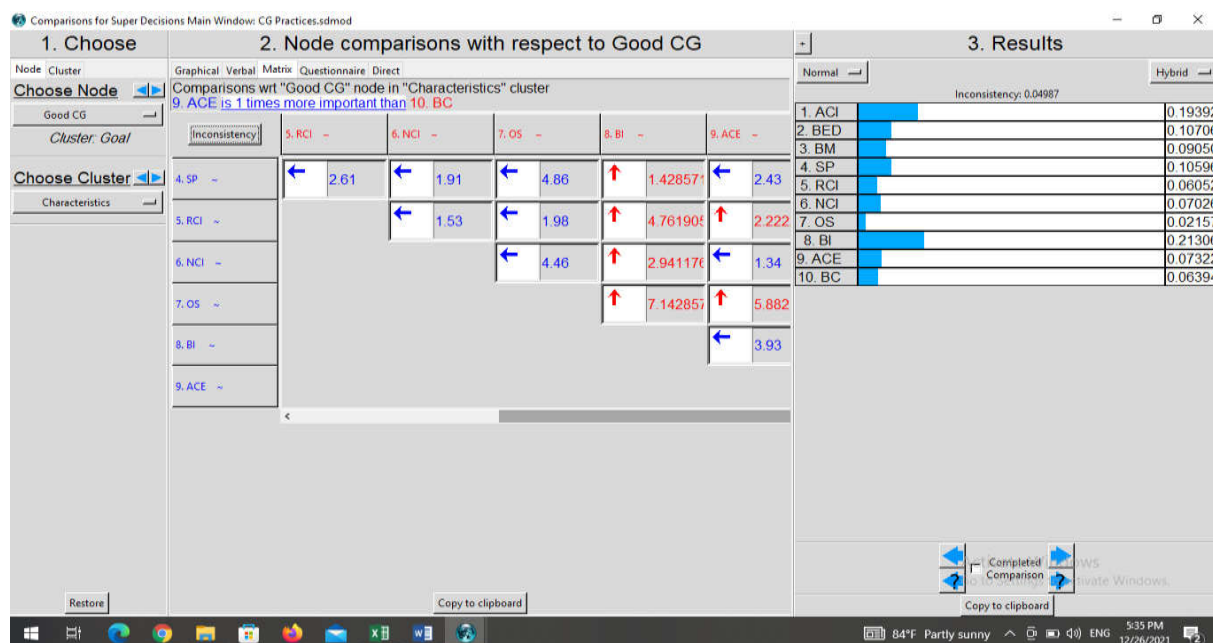 Comparisons for Super Decisions Main Window: CG Practices.sdmod
1. Choose
Node Cluster
Choose Node
Good CG
Cluster: Goal
Choose Cluster
Characteristics
Restore
2. Node comparisons with respect to Good CG
Graphical Verbal Matrix Questionnaire Direct
Comparisons wrt "Good CG" node in "Characteristics" cluster
9. ACE is 1 times more important than 10. BC
Inconsistency 5. RCI ~ 6. NCI ~ 7. OS ~ 8. BI ~ 9. ACE ~
4. SP ~ 2.61 1.91 4.86 1.428571 2.43
5. RCI ~ 1.53 1.98 4.761905 2.222
6. NCI ~ 4.46 2.941176 1.34
7. OS ~ 7.142857 5.882
8. BI ~ 3.93
9. ACE ~
Copy to clipboard
+ 3. Results
Normal Hybrid
Inconsistency: 0.04987
1. ACI 0.19392
2. BED 0.10706
3. BM 0.09050
4. SP 0.10596
5. RCI 0.06052
6. NCI 0.07026
7. OS 0.02157
8. BI 0.21306
9. ACE 0.07322
10. BC 0.06394
Completed
Comparison
Copy to clipboard
84°F Partly sunny ENG 5:35 PM
12/26/2021